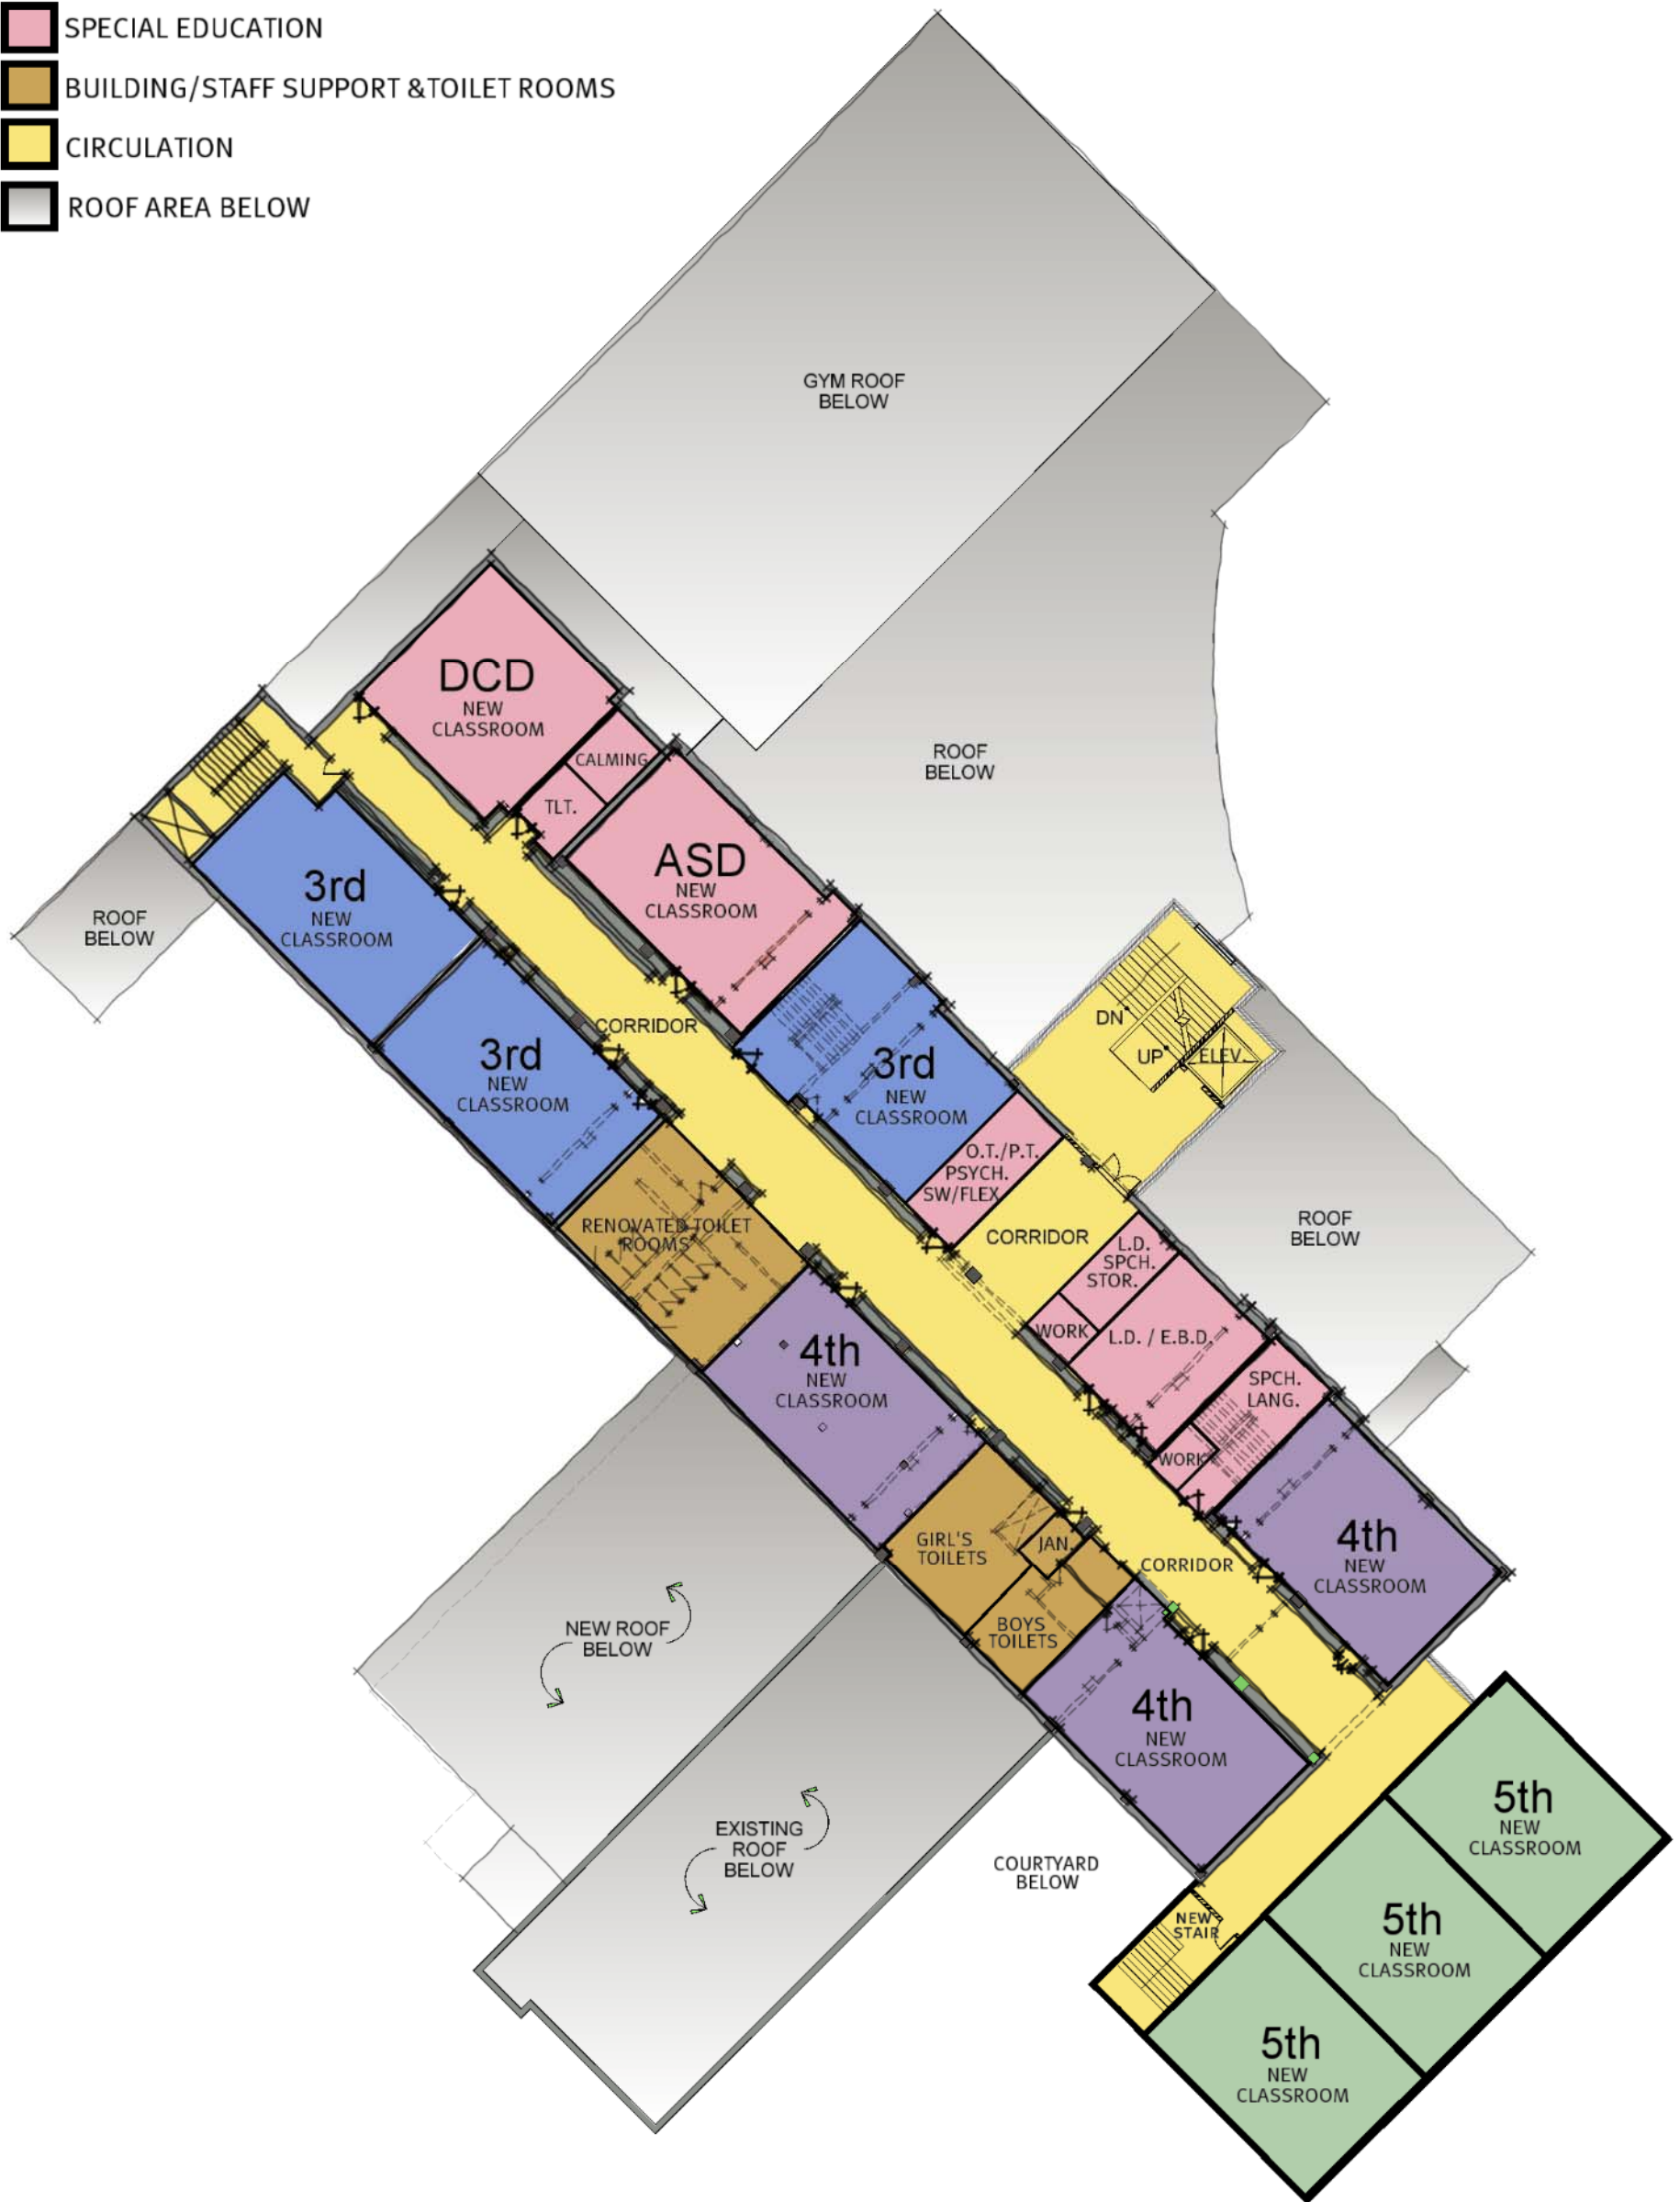 SPECIAL EDUCATION
BUILDING/STAFF SUPPORT &TOILET ROOMS
CIRCULATION
ROOF AREA BELOW
GYM ROOF
BELOW
DCD
NEW
CLASSROOM
CALMING
TLT.
ROOF
BELOW
ASD
NEW
CLASSROOM
3rd
NEW
CLASSROOM
ROOF
BELOW
CORRIDOR
3rd
NEW
CLASSROOM
3rd
NEW
CLASSROOM
DN
UP
ELEV.
O.T./P.T.
PSYCH.
SW/FLEX
RENOVATED TOILET
ROOMS
CORRIDOR
L.D.
SPCH.
STOR.
ROOF
BELOW
WORK
L.D. / E.B.D.
4th
NEW
CLASSROOM
SPCH.
LANG.
WORK
GIRL'S
TOILETS
JAN.
CORRIDOR
4th
NEW
CLASSROOM
BOYS
TOILETS
NEW ROOF
BELOW
4th
NEW
CLASSROOM
EXISTING
ROOF
BELOW
COURTYARD
BELOW
5th
NEW
CLASSROOM
NEW
STAIR
5th
NEW
CLASSROOM
5th
NEW
CLASSROOM